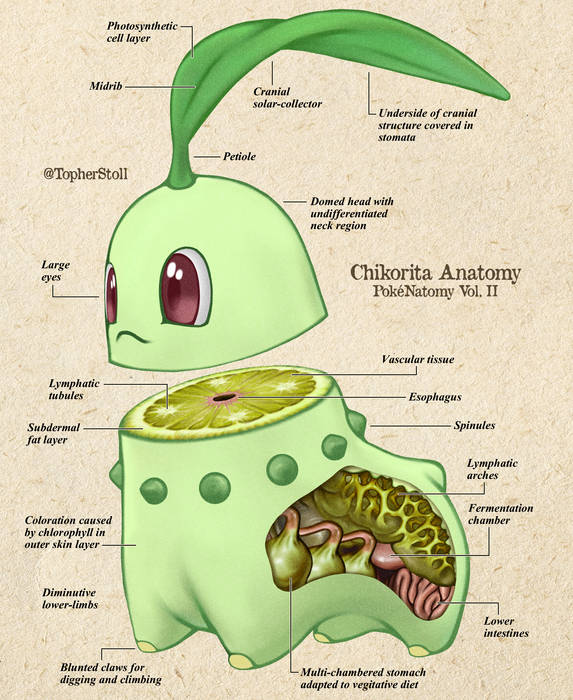 Photosynthetic
cell layer
Midrib
Cranial
solar-collector
Underside of cranial
structure covered in
stomata
Petiole
@TopherStoll
Domed head with
undifferentiated
neck region
Large
eyes
Chikorita Anatomy
PokéNatomy Vol. II
Vascular tissue
Lymphatic
tubules
Esophagus
Subdermal
fat layer
Spinules
Lymphatic
arches
Fermentation
chamber
Coloration caused
by chlorophyll in
outer skin layer
Diminutive
lower-limbs
Lower
intestines
Blunted claws for
digging and climbing
Multi-chambered stomach
adapted to vegitative diet